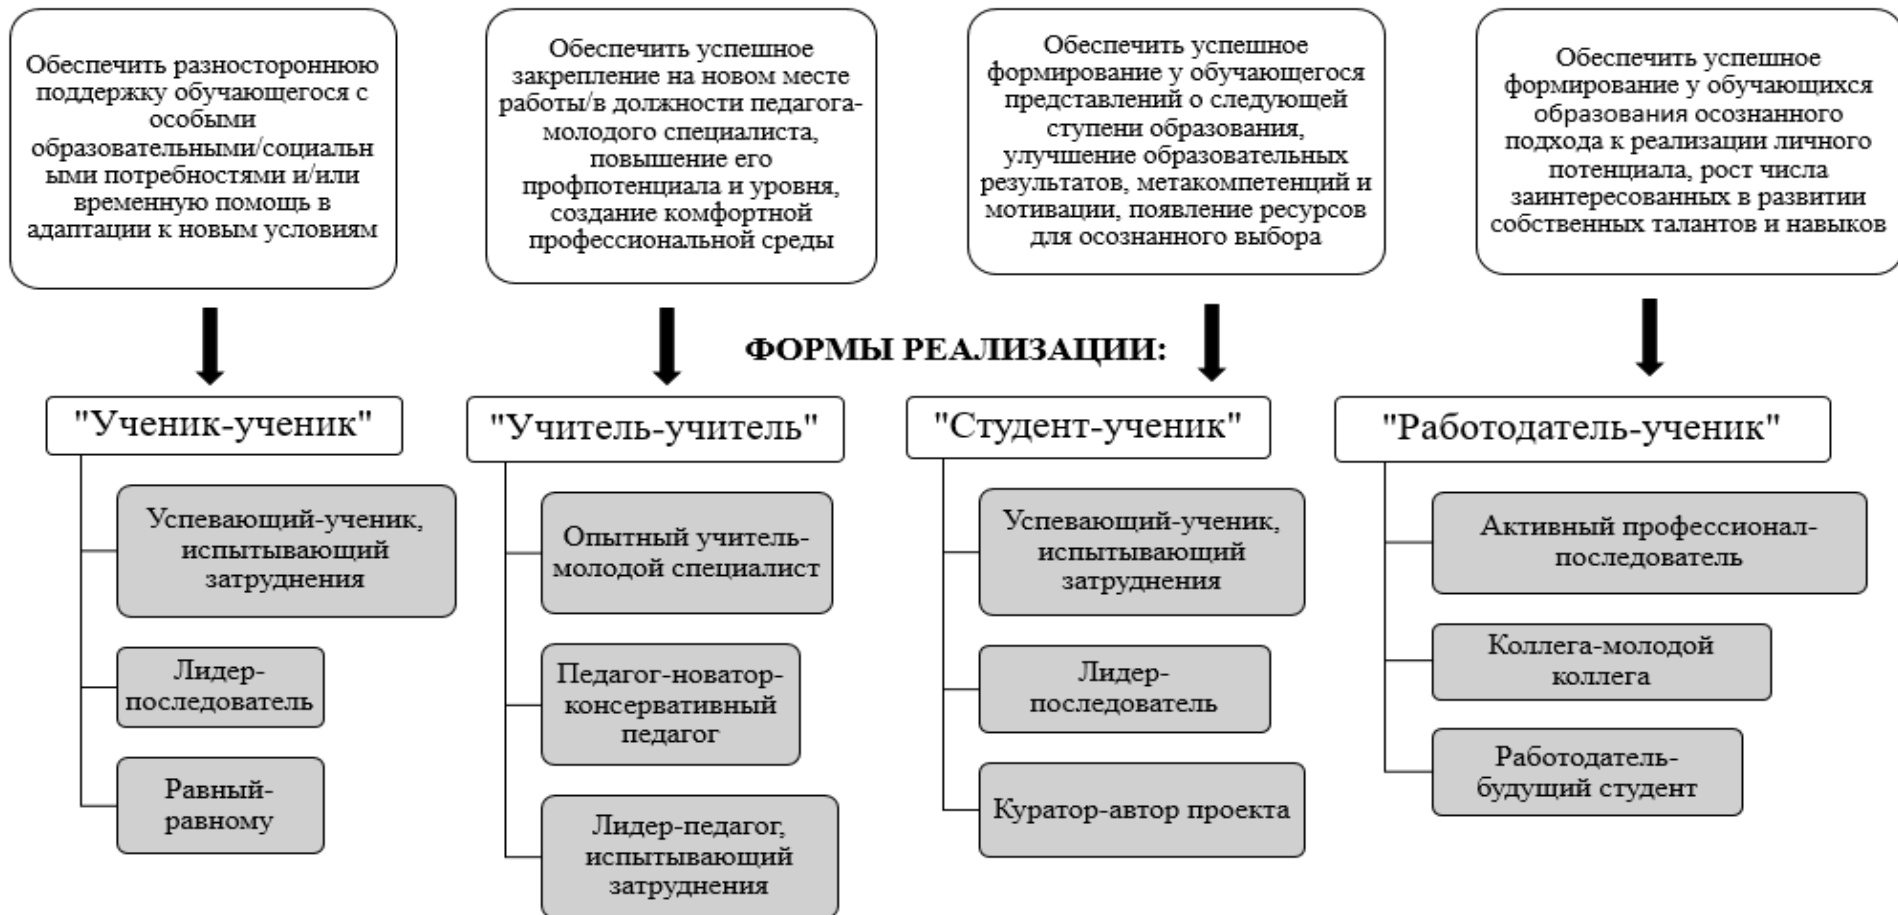 Обеспечить разностороннюю
поддержку обучающегося с
особыми
образовательными/социальн
ыми потребностями и/или
временную помощь в
адаптации к новым условиям
Обеспечить успешное
закрепление на новом месте
работы/в должности педагога-
молодого специалиста,
повышение его
профпотенциала и уровня,
создание комфортной
профессиональной среды
Обеспечить успешное
формирование у обучающегося
представлений о следующей
ступени образования,
улучшение образовательных
результатов, метакомпетенций и
мотивации, появление ресурсов
для осознанного выбора
Обеспечить успешное
формирование у обучающихся
образования осознанного
подхода к реализации личного
потенциала, рост числа
заинтересованных в развитии
собственных талантов и навыков
ФОРМЫ РЕАЛИЗАЦИИ:
"Ученик-ученик"
Успевающий-ученик,
испытывающий
затруднения
Лидер-
последователь
Равный-
равному
"Учитель-учитель"
Опытный учитель-
молодой специалист
Педагог-новатор-
консервативный
педагог
Лидер-педагог,
испытывающий
затруднения
"Студент-ученик"
Успевающий-ученик,
испытывающий
затруднения
Лидер-
последователь
Куратор-автор проекта
"Работодатель-ученик"
Активный профессионал-
последователь
Коллега-молодой
коллега
Работодатель-
будущий студент